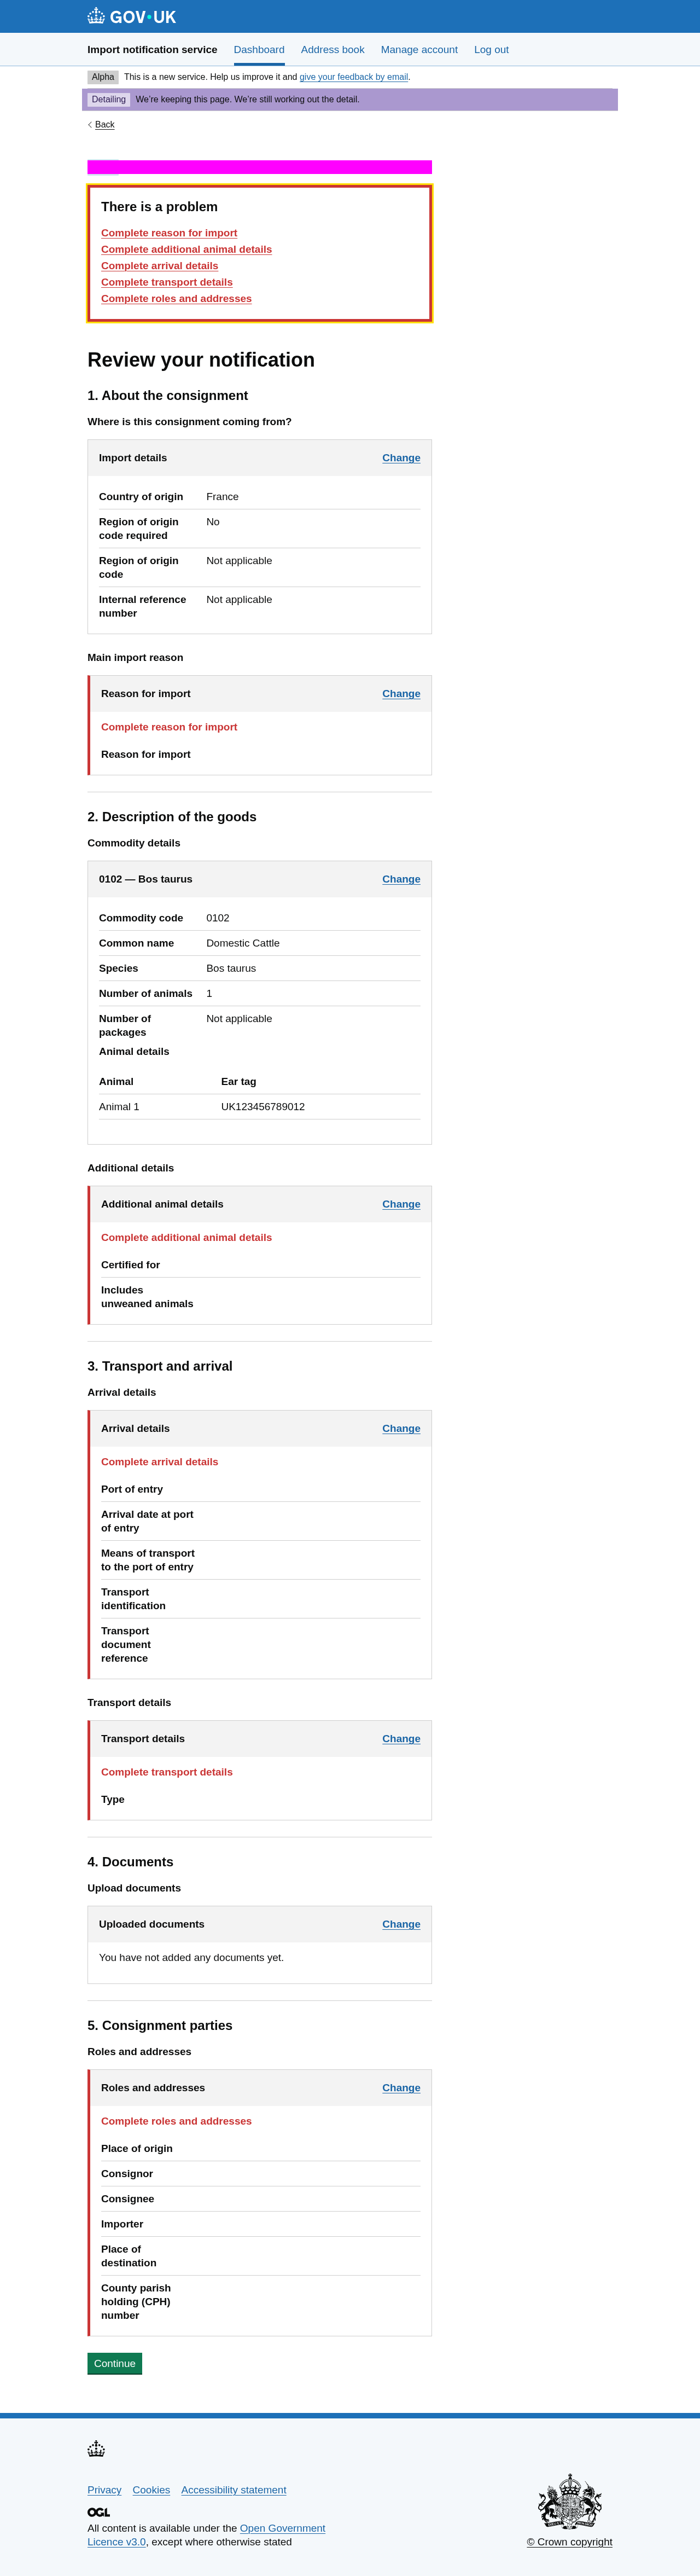 GOV·UK
Import notification service Dashboard Address book Manage account Log out
Alpha This is a new service. Help us improve it and give your feedback by email.
Detailing We're keeping this page. We're still working out the detail.
Back
There is a problem
Complete reason for import
Complete additional animal details
Complete arrival details
Complete transport details
Complete roles and addresses
Review your notification
1. About the consignment
Where is this consignment coming from?
Import details Change
Country of origin France
Region of origin No
code required
Region of origin Not applicable
code
Internal reference Not applicable
number
Main import reason
Reason for import Change
Complete reason for import
Reason for import
2. Description of the goods
Commodity details
0102 — Bos taurus Change
Commodity code 0102
Common name Domestic Cattle
Species Bos taurus
Number of animals 1
Number of Not applicable
packages
Animal details
Animal Ear tag
Animal 1 UK123456789012
Additional details
Additional animal details Change
Complete additional animal details
Certified for
Includes
unweaned animals
3. Transport and arrival
Arrival details
Arrival details Change
Complete arrival details
Port of entry
Arrival date at port
of entry
Means of transport
to the port of entry
Transport
identification
Transport
document
reference
Transport details
Transport details Change
Complete transport details
Type
4. Documents
Upload documents
Uploaded documents Change
You have not added any documents yet.
5. Consignment parties
Roles and addresses
Roles and addresses Change
Complete roles and addresses
Place of origin
Consignor
Consignee
Importer
Place of
destination
County parish
holding (CPH)
number
Continue
Privacy Cookies Accessibility statement
OGL
All content is available under the Open Government
Licence v3.0, except where otherwise stated
© Crown copyright